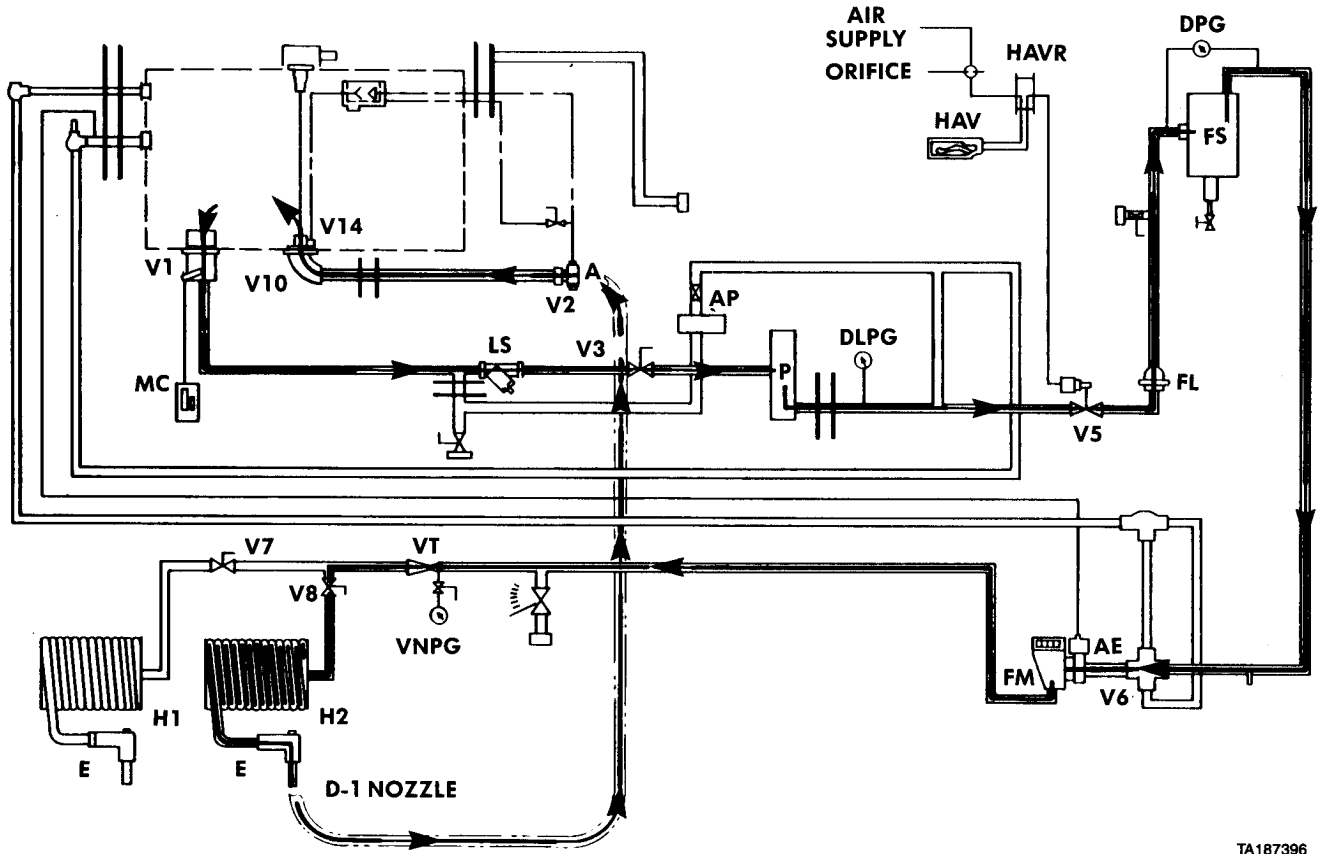 AIR
SUPPLY
ORIFICE
HAVR
HAV
DPG
FS
V14
V1
V10
V2
A
AP
LS
V3
DLPG
P
MC
FL
V5
V7
VT
V8
VNPG
AE
FM
V6
H1
H2
E
E
D-1 NOZZLE
TA187396